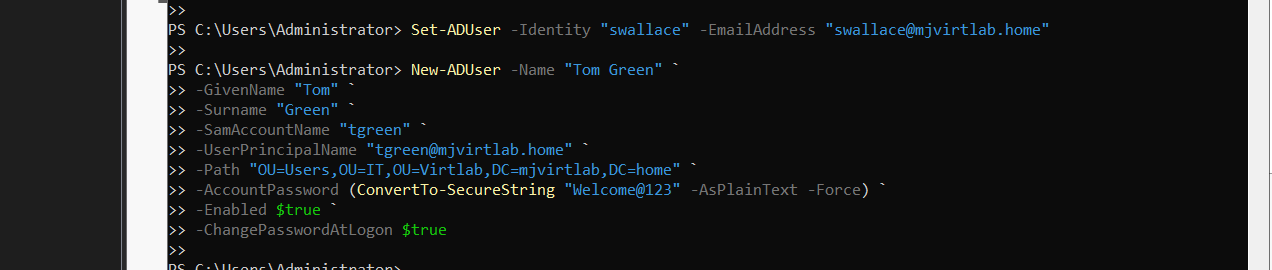 >>
PS C:\Users\Administrator> Set-ADUser -Identity "swallace" -EmailAddress "swallace@mjvirtlab.home"
>>
PS C:\Users\Administrator> New-ADUser -Name "Tom Green" `
>> -GivenName "Tom" `
>> -Surname "Green" `
>> -SamAccountName "tgreen" `
>> -UserPrincipalName "tgreen@mjvirtlab.home" `
>> -Path "OU=Users,OU=IT,OU=Virtlab,DC=mjvirtlab,DC=home" `
>> -AccountPassword (ConvertTo-SecureString "Welcome@123" -AsPlainText -Force) `
>> -Enabled $true `
>> -ChangePasswordAtLogon $true
>>
PS C:\Users\Administrator>